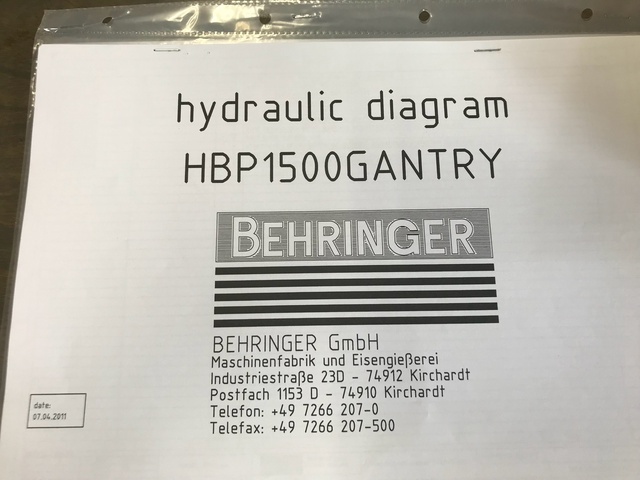 hydraulic diagram
HBP1500GANTRY
BEHRINGER
BEHRINGER GmbH
Maschinenfabrik und Eisengießerei
Industriestraße 23D - 74912 Kirchardt
Postfach 1153 D - 74910 Kirchardt
Telefon: +49 7266 207-0
Telefax: +49 7266 207-500
date:
07.04.2011